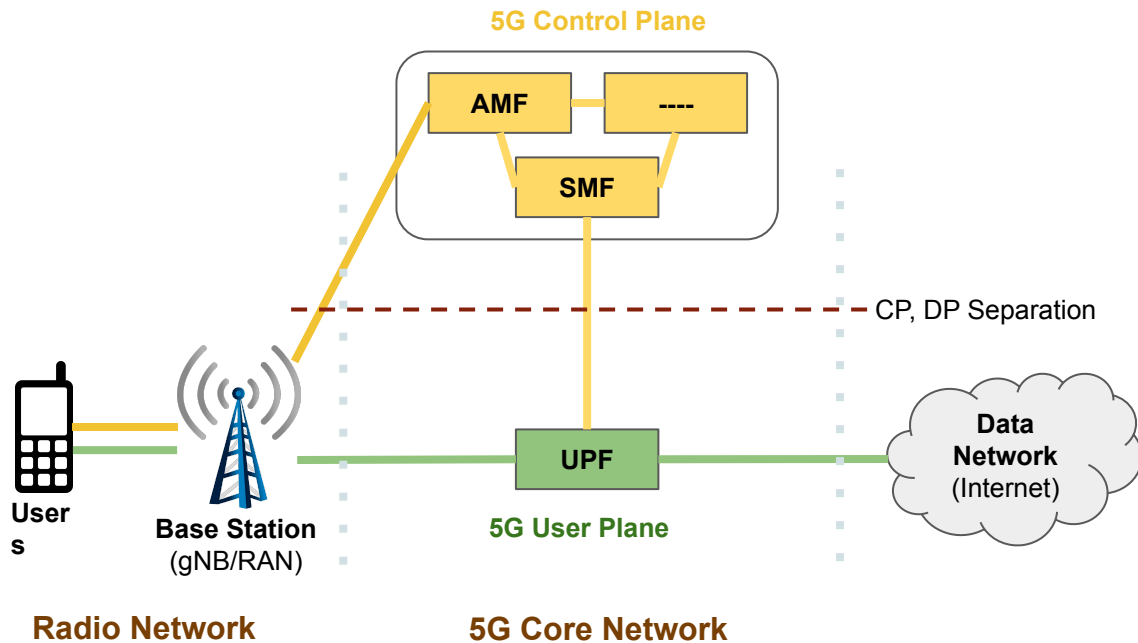 5G Control Plane
AMF
----
SMF
CP, DP Separation
Data
Network
(Internet)
UPF
User
s
Base Station
(gNB/RAN)
5G User Plane
Radio Network
5G Core Network